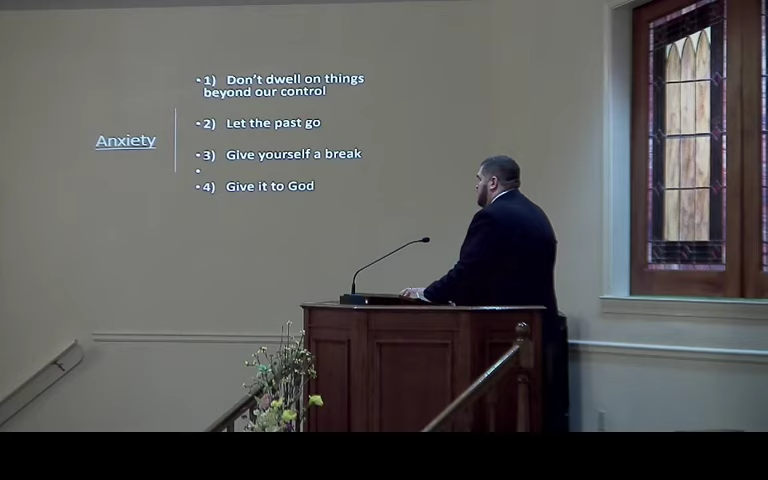 Anxiety
• 1) Don't dwell on things
beyond our control
• 2) Let the past go
• 3) Give yourself a break
•
• 4) Give it to God